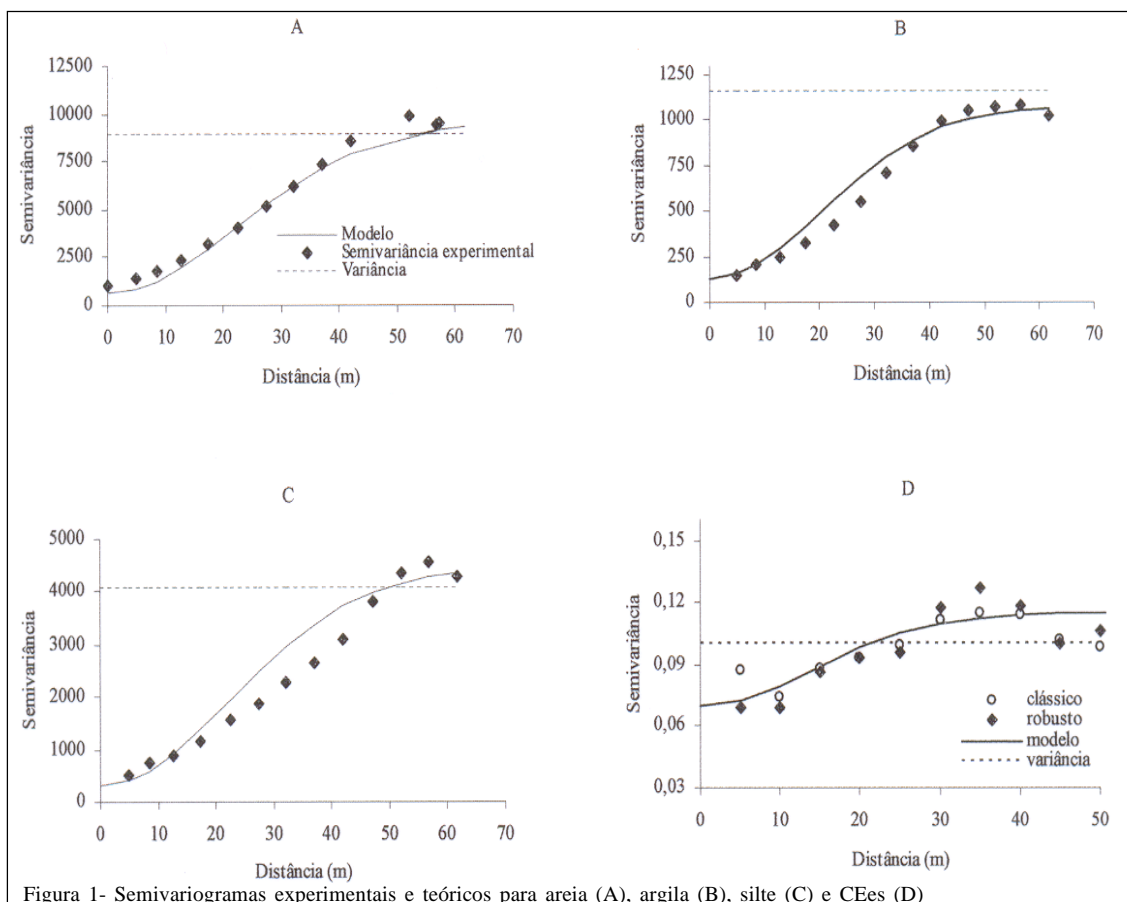 A
12500
10000
7500
5000
2500
0
Semivariância
0 10 20 30 40 50 60 70
Distância (m)
Modelo
Semivariância experimental
Variância
B
1250
1000
750
500
250
0
Semivariância
0 10 20 30 40 50 60 70
Distância (m)
C
5000
4000
3000
2000
1000
0
Semivariância
0 10 20 30 40 50 60 70
Distância (m)
D
0,15
0,12
0,09
0,06
0,03
Semivariância
0 10 20 30 40 50
Distância (m)
clássico
robusto
modelo
variância
Figura 1- Semivariogramas experimentais e teóricos para areia (A), argila (B), silte (C) e CEes (D)